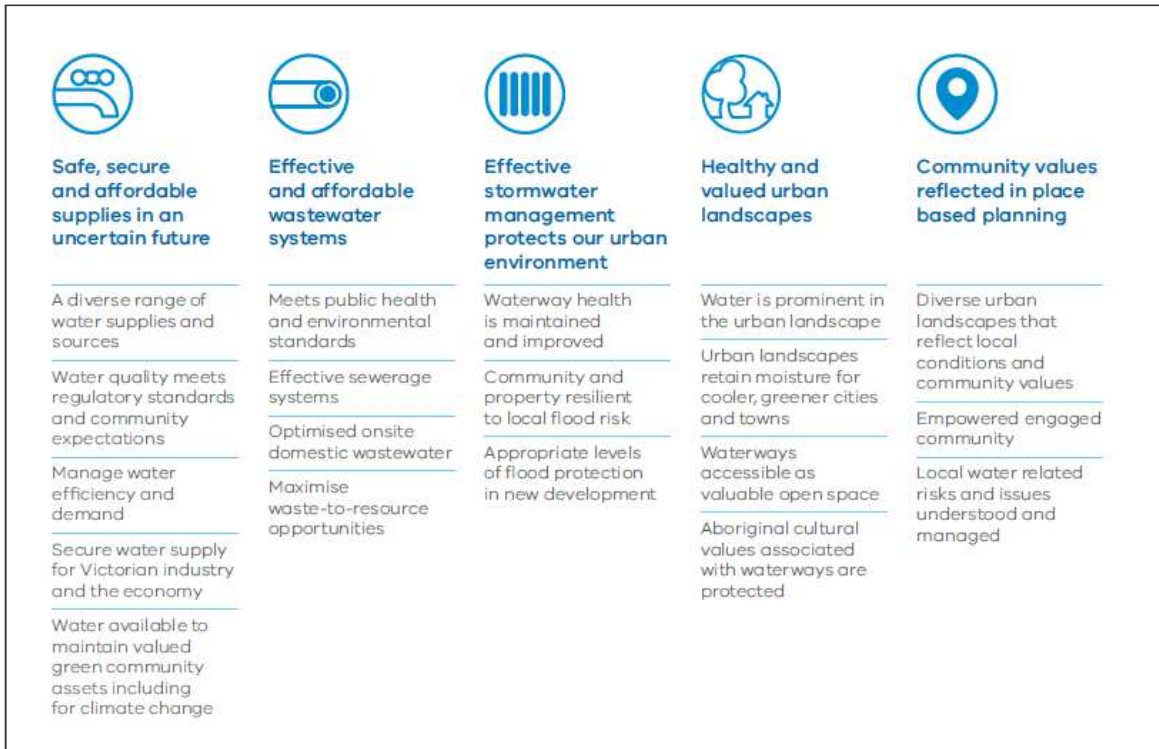 Safe, secure
and affordable
supplies in an
uncertain future
A diverse range of
water supplies and
sources
Water quality meets
regulatory standards
and community
expectations
Manage water
efficiency and
demand
Secure water supply
for Victorian industry
and the economy
Water available to
maintain valued
green community
assets including
for climate change
Effective
and affordable
wastewater
systems
Meets public health
and environmental
standards
Effective sewerage
systems
Optimised onsite
domestic wastewater
Maximise
waste-to-resource
opportunities
Effective
stormwater
management
protects our urban
environment
Waterway health
is maintained
and improved
Community and
property resilient
to local flood risk
Appropriate levels
of flood protection
in new development
Healthy and
valued urban
landscapes
Water is prominent in
the urban landscape
Urban landscapes
retain moisture for
cooler, greener cities
and towns
Waterways
accessible as
valuable open space
Aboriginal cultural
values associated
with waterways are
protected
Community values
reflected in place
based planning
Diverse urban
landscapes that
reflect local
conditions and
community values
Empowered engaged
community
Local water related
risks and issues
understood and
managed